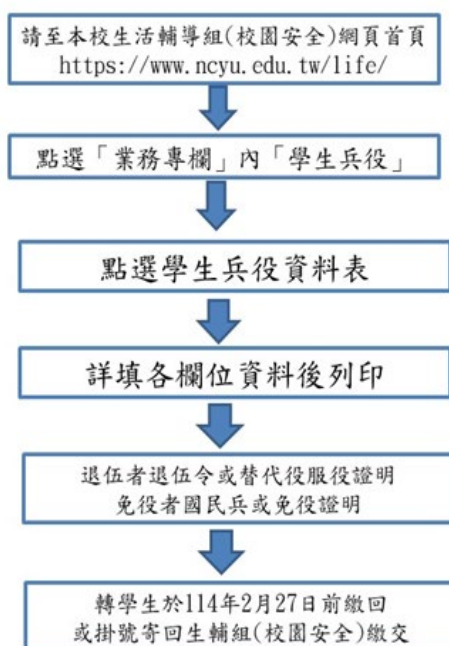 請至本校生活輔導組(校園安全)網頁首頁
https://www.ncyu.edu.tw/life/
點選「業務專欄」內「學生兵役」
點選學生兵役資料表
詳填各欄位資料後列印
退伍者退伍令或替代役服役證明
免役者國民兵或免役證明
轉學生於114年2月27日前繳回
或掛號寄回生輔組(校園安全)繳交